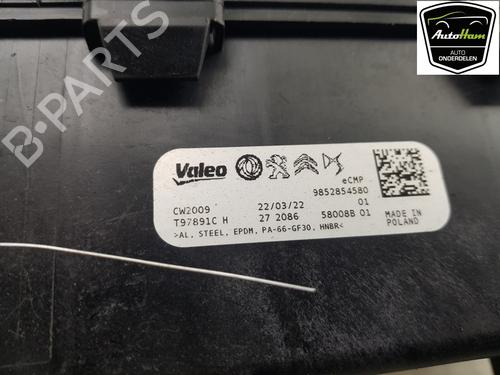 AutoHam
AUTO
ONDERDELEN
B-PARTS
Valeo
eCMP
9852854580
CW2009 22/03/22 01
T97891C H 27 2086 58008B 01
>AL, STEEL, EPDM, PA-66-GF30, HNBR<
MADE IN
POLAND